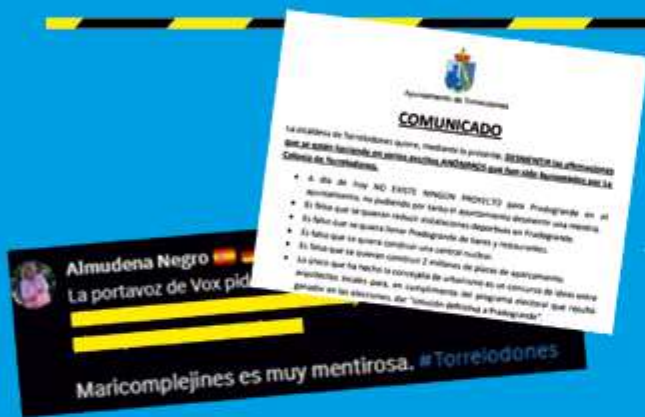 Ayuntamiento de Torrelodones
COMUNICADO
La alcaldesa de Torrelodones quiere, mediante la presente, DESMENTIR las afirmaciones
que se están haciendo en varios escritos ANÓNIMOS que han sido buzoneados por La
Colonia de Torrelodones.
• A día de hoy NO EXISTE NINGÚN PROYECTO para Pradogrande en el
ayuntamiento, no pudiendo por tanto el ayuntamiento desmentir una mentira.
• Es falso que se quieran reducir instalaciones deportivas en Pradogrande.
• Es falso que se quiera llenar Pradogrande de bares y restaurantes.
• Es falso que se quiera construir una central nuclear.
• Es falso que se quieran construir 2 millones de plazas de aparcamiento.
• Lo único que ha hecho la concejalía de urbanismo es un concurso de ideas entre
arquitectos locales para, en cumplimiento del programa electoral que resultó
ganador en las elecciones, dar "solución definitiva a Pradogrande".
Almudena Negro
La portavoz de Vox pid
Maricomplejines es muy mentirosa. #Torrelodones